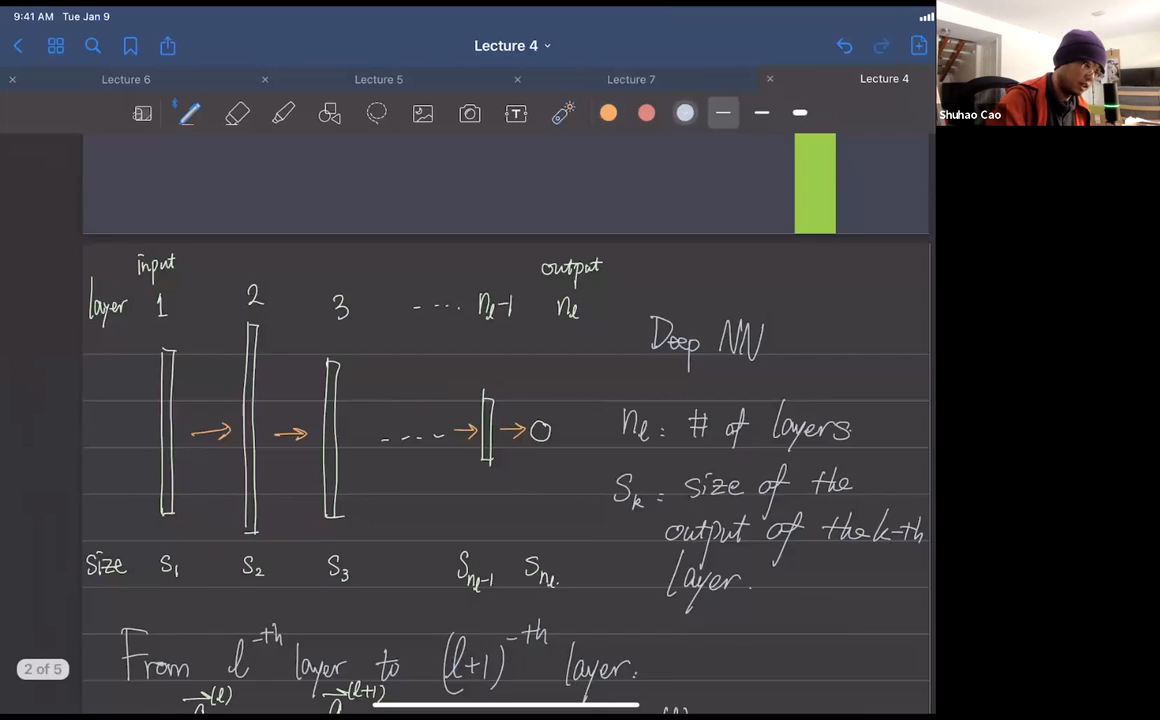 9:41 AM Tue Jan 9
Lecture 4
Lecture 6
Lecture 5
Lecture 7
Lecture 4
Shuhao Cao
input
output
layer 1 2 3 .... nₗ-1 nₗ
Deep NN
nₗ: # of layers
Sₖ = size of the
output of the k-th
layer.
size S₁ S₂ S₃ Sₙₗ₋₁ Sₙₗ.
From l-th layer to (l+1)-th layer.
2 of 5
(l) (l+1)